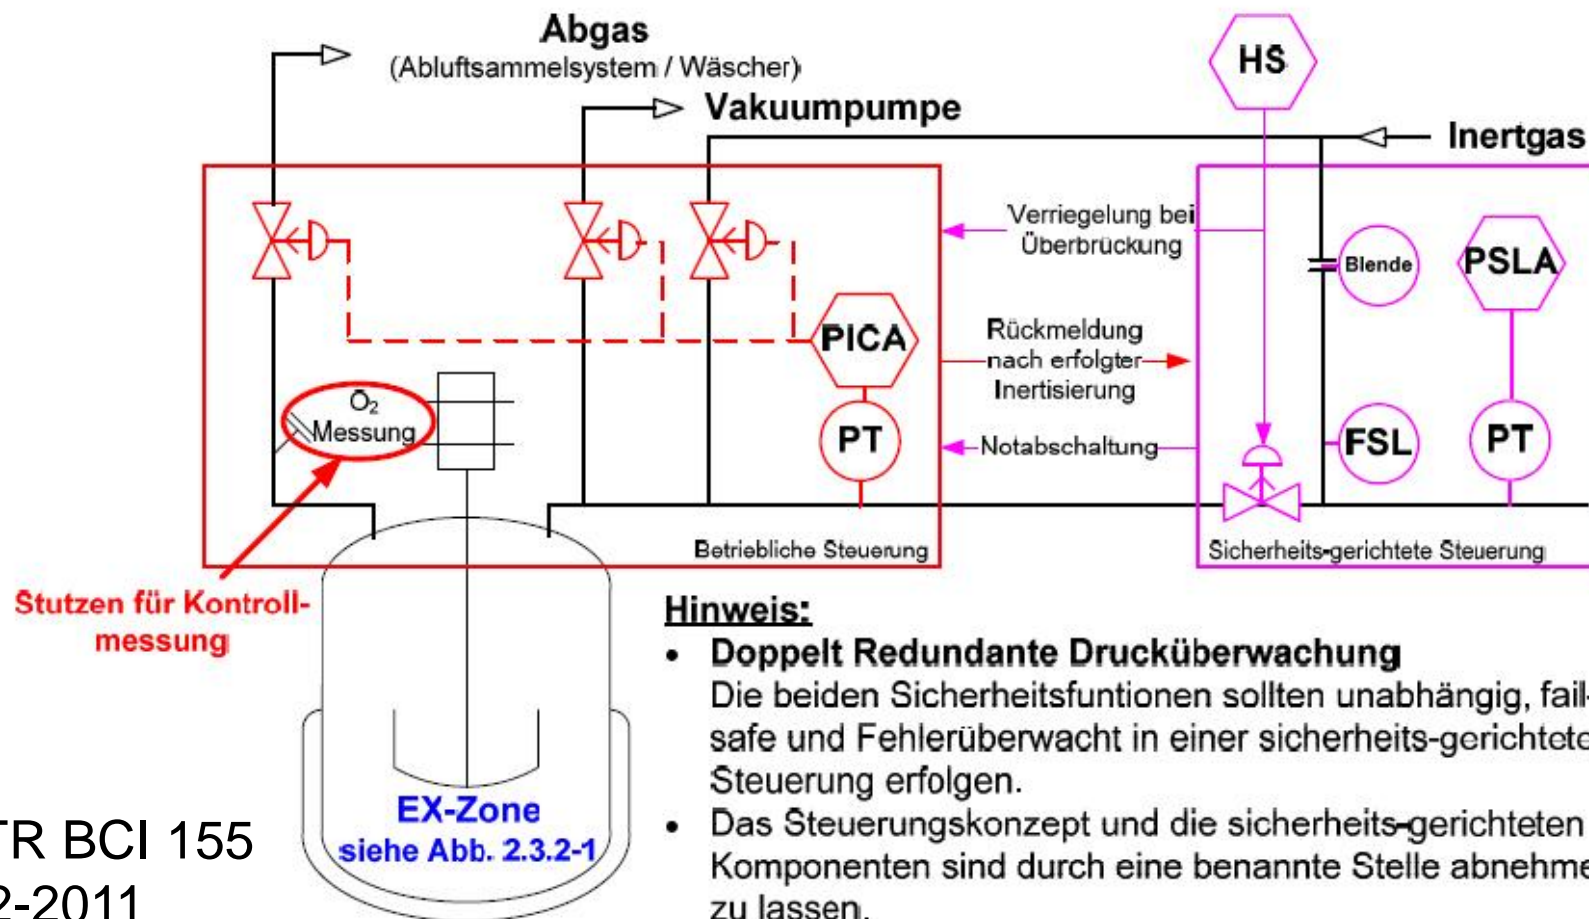 Abgas
(Abluftsammelsystem / Wäscher)
Vakuumpumpe
HS
Inertgas
Verriegelung bei
Überbrückung
Blende
PSLA
PICA
Rückmeldung
nach erfolgter
Inertisierung
O₂
Messung
PT
Notabschaltung
FSL
PT
Betriebliche Steuerung
Sicherheits-gerichtete Steuerung
Stutzen für Kontroll-
messung
Hinweis:
• Doppelt Redundante Drucküberwachung
Die beiden Sicherheitsfuntionen sollten unabhängig, fail-
safe und Fehlerüberwacht in einer sicherheits-gerichtete
Steuerung erfolgen.
• Das Steuerungskonzept und die sicherheits-gerichteten
Komponenten sind durch eine benannte Stelle abnehme
zu lassen.
EX-Zone
siehe Abb. 2.3.2-1
TR BCI 155
2-2011